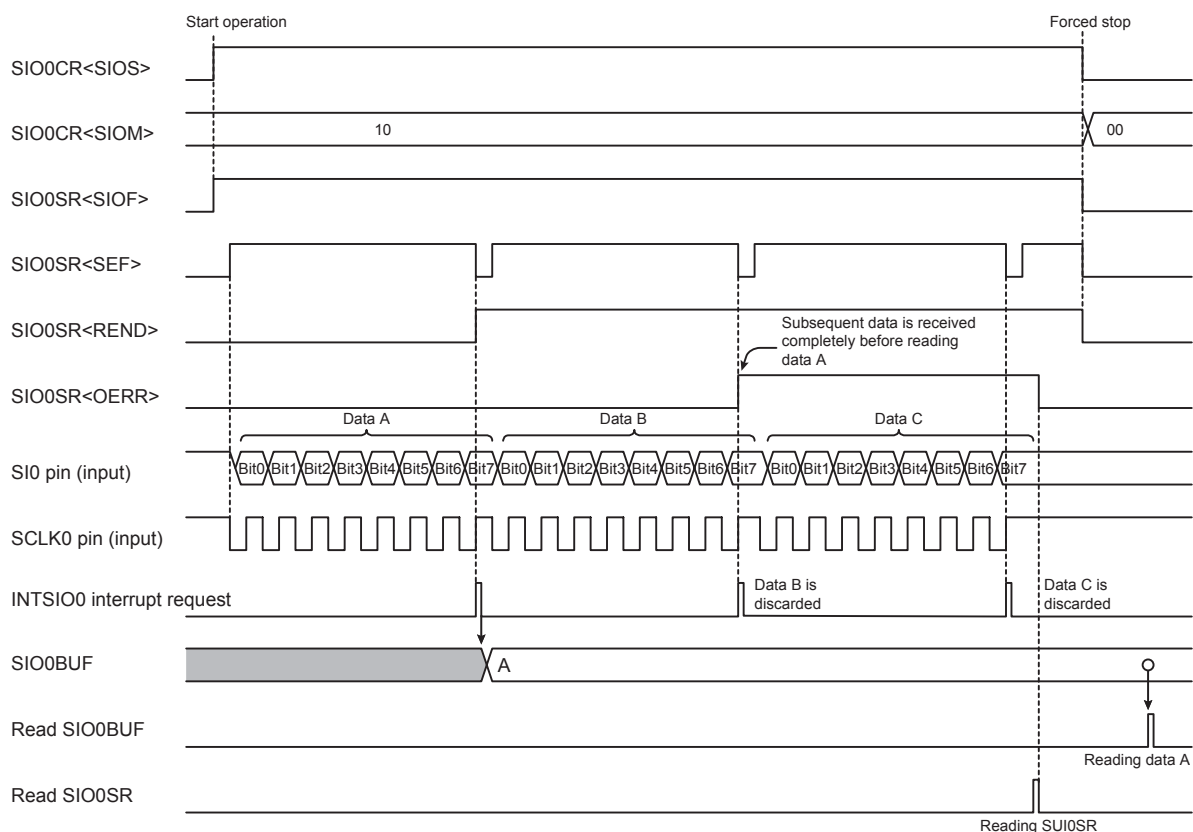 Start operation
Forced stop
SIO0CR<SIOS>
SIO0CR<SIOM>
10
00
SIO0SR<SIOF>
SIO0SR<SEF>
SIO0SR<REND>
Subsequent data is received
completely before reading
data A
SIO0SR<OERR>
Data A
Data B
Data C
SI0 pin (input)
Bit0 Bit1 Bit2 Bit3 Bit4 Bit5 Bit6 Bit7 Bit0 Bit1 Bit2 Bit3 Bit4 Bit5 Bit6 Bit7 Bit0 Bit1 Bit2 Bit3 Bit4 Bit5 Bit6 Bit7
SCLK0 pin (input)
INTSIO0 interrupt request
Data B is
discarded
Data C is
discarded
SIO0BUF
A
Read SIO0BUF
Reading data A
Read SIO0SR
Reading SUI0SR